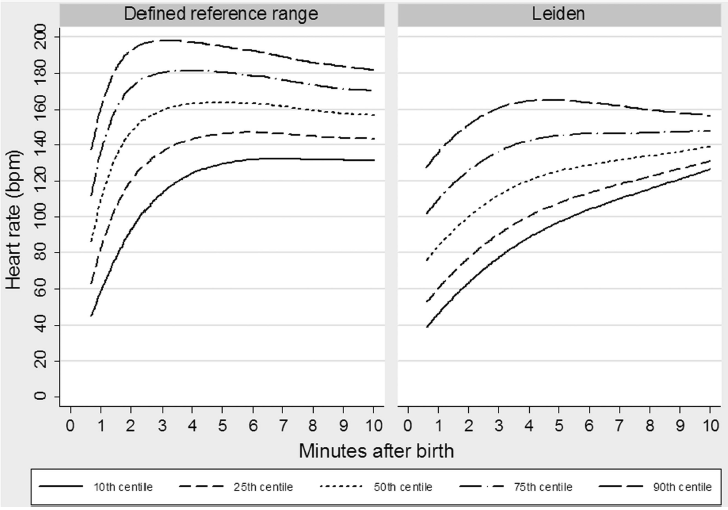 Defined reference range
Leiden
Heart rate (bpm)
200
180
160
140
120
100
80
60
40
20
0
0 1 2 3 4 5 6 7 8 9 10
0 1 2 3 4 5 6 7 8 9 10
Minutes after birth
10th centile 25th centile 50th centile 75th centile 90th centile